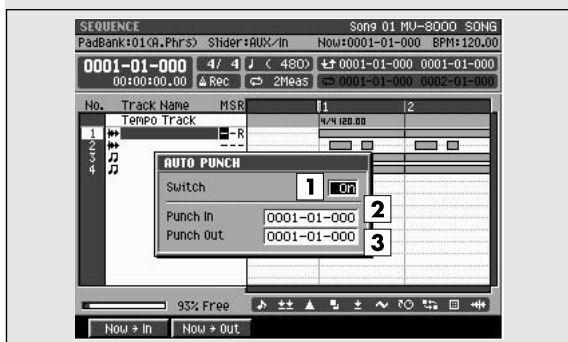 SEQUENCE Song 01 MV-8000 SONG
PadBank:01(A.Phrs) Slider:AUX/In Now:0001-01-000 BPM:120.00
0001-01-000 4/ 4 ♩ ( 480) 0001-01-000 0001-01-000
00:00:00.00 Rec 2Meas 0001-01-000 0002-01-000
No. Track Name MSR 1 2
Tempo Track 4/4 120.00
1 --R
2 ---
3
4
AUTO PUNCH
Switch 1 On
Punch In 0001-01-000 2
Punch Out 0001-01-000 3
93% Free
Now → In Now → Out